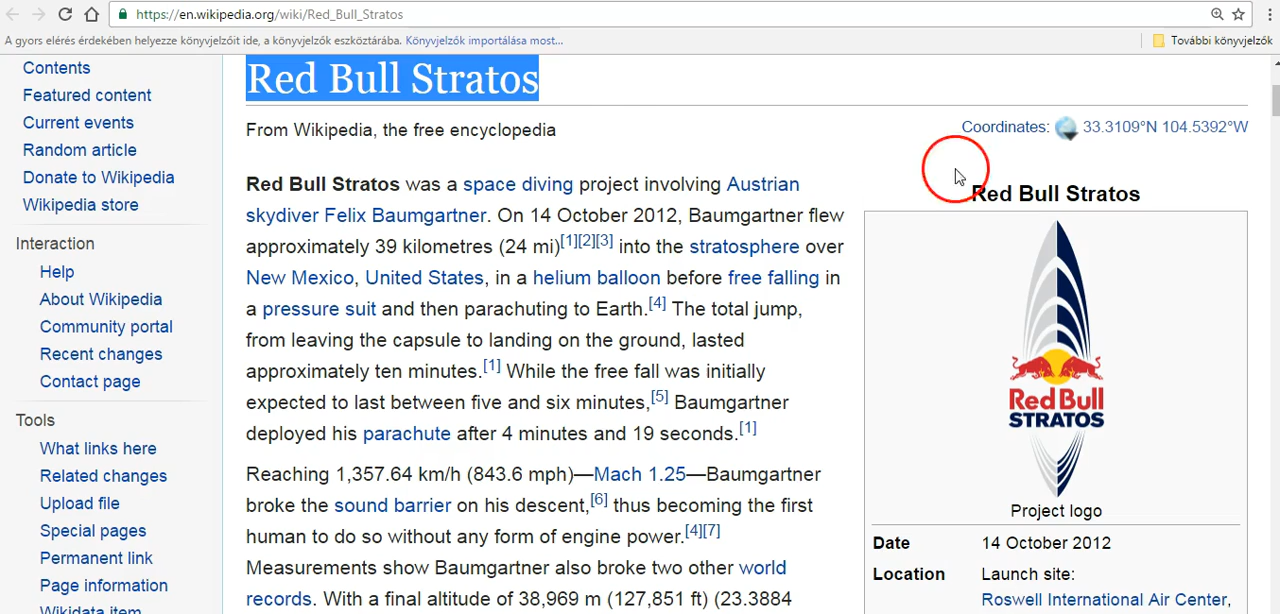 https://en.wikipedia.org/wiki/Red_Bull_Stratos
A gyors elérés érdekében helyezze könyvjelzőit ide, a könyvjelzők eszköztárába. Könyvjelzők importálása most...
További könyvjelzők
Contents
Featured content
Current events
Random article
Donate to Wikipedia
Wikipedia store
Interaction
Help
About Wikipedia
Community portal
Recent changes
Contact page
Tools
What links here
Related changes
Upload file
Special pages
Permanent link
Page information
Wikidata item
Red Bull Stratos
From Wikipedia, the free encyclopedia
Coordinates: 33.3109°N 104.5392°W
Red Bull Stratos was a space diving project involving Austrian
skydiver Felix Baumgartner. On 14 October 2012, Baumgartner flew
approximately 39 kilometres (24 mi)[1][2][3] into the stratosphere over
New Mexico, United States, in a helium balloon before free falling in
a pressure suit and then parachuting to Earth.[4] The total jump,
from leaving the capsule to landing on the ground, lasted
approximately ten minutes.[1] While the free fall was initially
expected to last between five and six minutes,[5] Baumgartner
deployed his parachute after 4 minutes and 19 seconds.[1]
Reaching 1,357.64 km/h (843.6 mph)—Mach 1.25—Baumgartner
broke the sound barrier on his descent,[6] thus becoming the first
human to do so without any form of engine power.[4][7]
Measurements show Baumgartner also broke two other world
records. With a final altitude of 38,969 m (127,851 ft) (23.3884
Red Bull Stratos
Red Bull
STRATOS
Project logo
Date 14 October 2012
Location Launch site:
Roswell International Air Center,